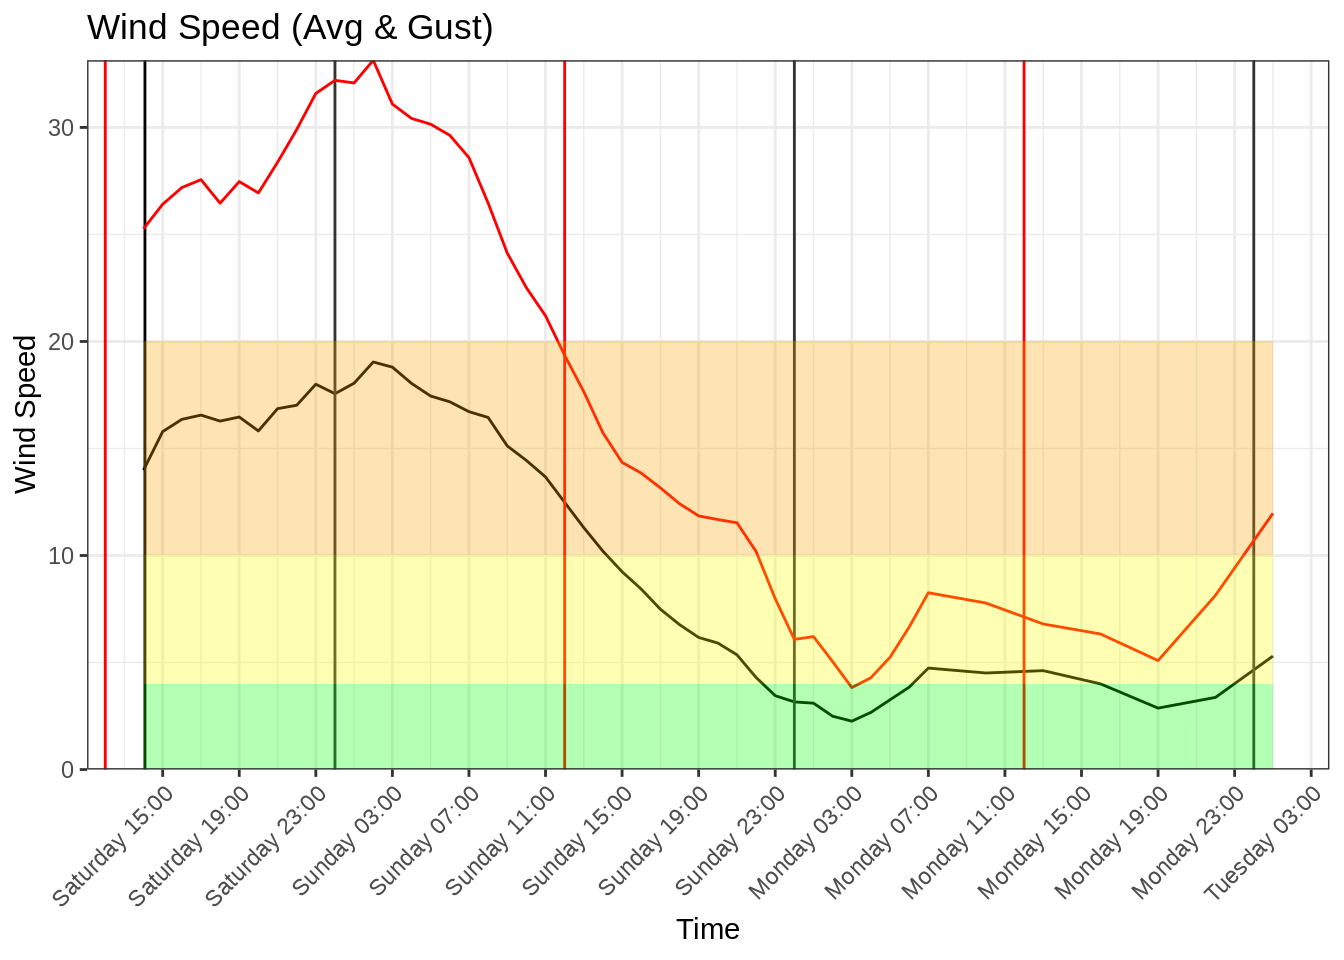 Wind Speed (Avg & Gust)
Wind Speed
30
20
10
0
Saturday 15:00
Saturday 19:00
Saturday 23:00
Sunday 03:00
Sunday 07:00
Sunday 11:00
Sunday 15:00
Sunday 19:00
Sunday 23:00
Monday 03:00
Monday 07:00
Monday 11:00
Monday 15:00
Monday 19:00
Monday 23:00
Tuesday 03:00
Time